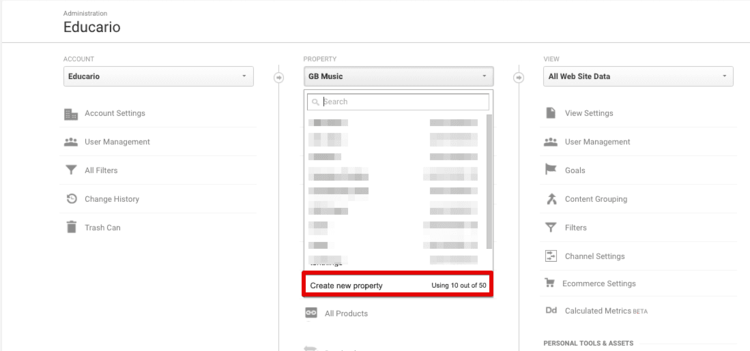 Administration
Educario
ACCOUNT
Educario
Account Settings
User Management
All Filters
Change History
Trash Can
PROPERTY
GB Music
Search
Create new property
Using 10 out of 50
All Products
VIEW
All Web Site Data
View Settings
User Management
Goals
Content Grouping
Filters
Channel Settings
Ecommerce Settings
Dd Calculated Metrics BETA
PERSONAL TOOLS & ASSETS